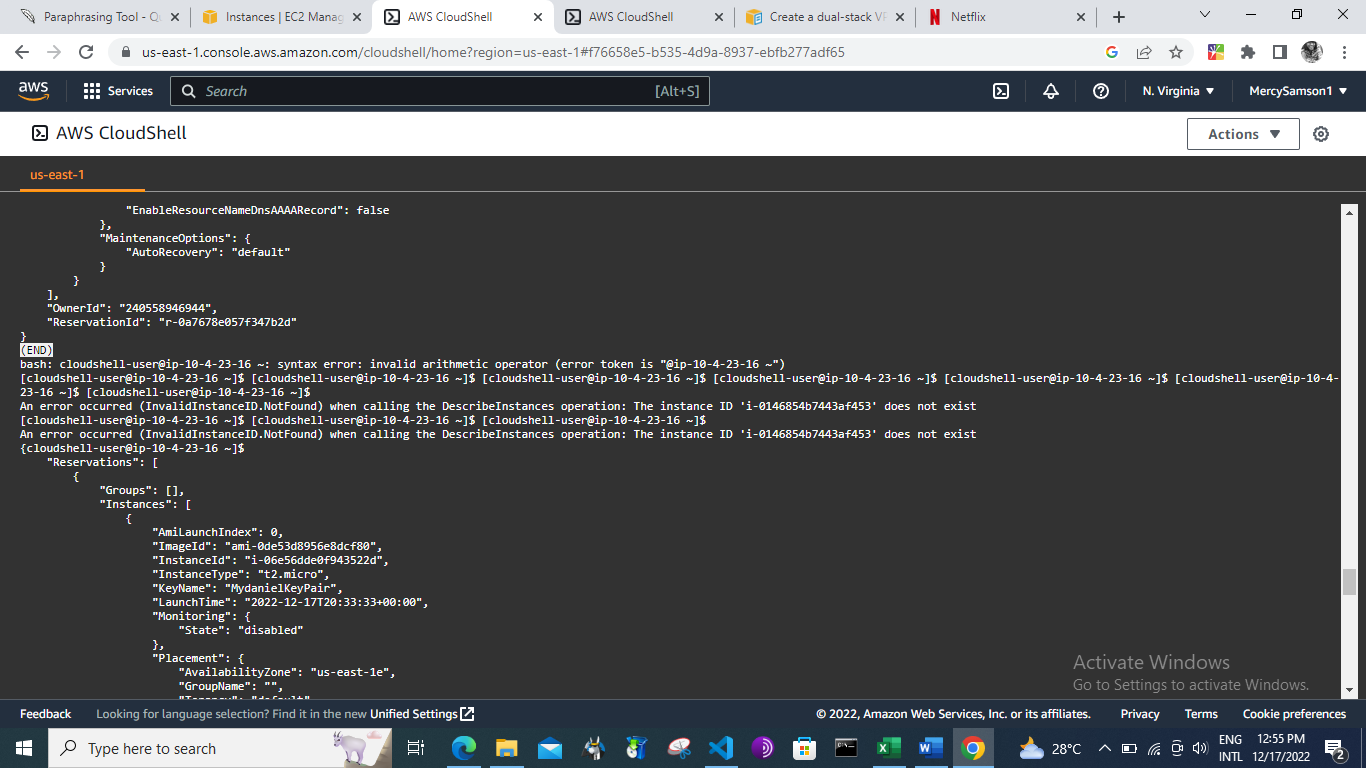 Paraphrasing Tool - Qu
Instances | EC2 Manag
AWS CloudShell
AWS CloudShell
Create a dual-stack VP
Netflix
us-east-1.console.aws.amazon.com/cloudshell/home?region=us-east-1#f76658e5-b535-4d9a-8937-ebfb277adf65
aws
Services
Search
[Alt+S]
N. Virginia
MercySamson1
AWS CloudShell
Actions
us-east-1
"EnableResourceNameDnsAAAARecord": false
},
"MaintenanceOptions": {
"AutoRecovery": "default"
}
}
],
"OwnerId": "240558946944",
"ReservationId": "r-0a7678e057f347b2d"
}
(END)
bash: cloudshell-user@ip-10-4-23-16 ~: syntax error: invalid arithmetic operator (error token is "@ip-10-4-23-16 ~")
[cloudshell-user@ip-10-4-23-16 ~]$ [cloudshell-user@ip-10-4-23-16 ~]$ [cloudshell-user@ip-10-4-23-16 ~]$ [cloudshell-user@ip-10-4-23-16 ~]$ [cloudshell-user@ip-10-4-23-16 ~]$ [cloudshell-user@ip-10-4-
23-16 ~]$ [cloudshell-user@ip-10-4-23-16 ~]$
An error occurred (InvalidInstanceID.NotFound) when calling the DescribeInstances operation: The instance ID 'i-0146854b7443af453' does not exist
[cloudshell-user@ip-10-4-23-16 ~]$ [cloudshell-user@ip-10-4-23-16 ~]$ [cloudshell-user@ip-10-4-23-16 ~]$
An error occurred (InvalidInstanceID.NotFound) when calling the DescribeInstances operation: The instance ID 'i-0146854b7443af453' does not exist
{cloudshell-user@ip-10-4-23-16 ~]$
"Reservations": [
{
"Groups": [],
"Instances": [
{
"AmiLaunchIndex": 0,
"ImageId": "ami-0de53d8956e8dcf80",
"InstanceId": "i-06e56dde0f943522d",
"InstanceType": "t2.micro",
"KeyName": "MydanielKeyPair",
"LaunchTime": "2022-12-17T20:33:33+00:00",
"Monitoring": {
"State": "disabled"
},
"Placement": {
"AvailabilityZone": "us-east-1e",
"GroupName": "",
"Tenancy": "default"
Activate Windows
Go to Settings to activate Windows.
Feedback
Looking for language selection? Find it in the new Unified Settings
© 2022, Amazon Web Services, Inc. or its affiliates.
Privacy
Terms
Cookie preferences
Type here to search
28°C
ENG
INTL
12:55 PM
12/17/2022
2